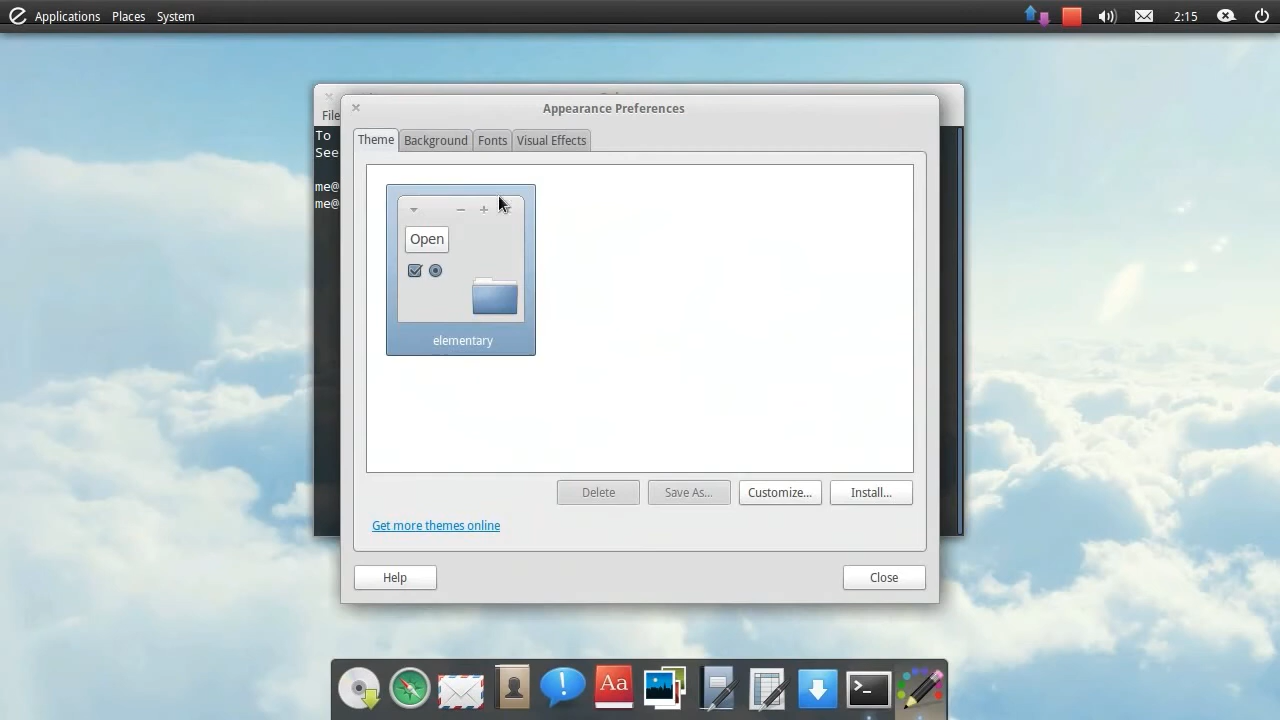 Applications Places System 2:15
Appearance Preferences
File
To
See
me@
me@
Theme Background Fonts Visual Effects
Open
elementary
Delete Save As... Customize... Install...
Get more themes online
Help Close
Aa